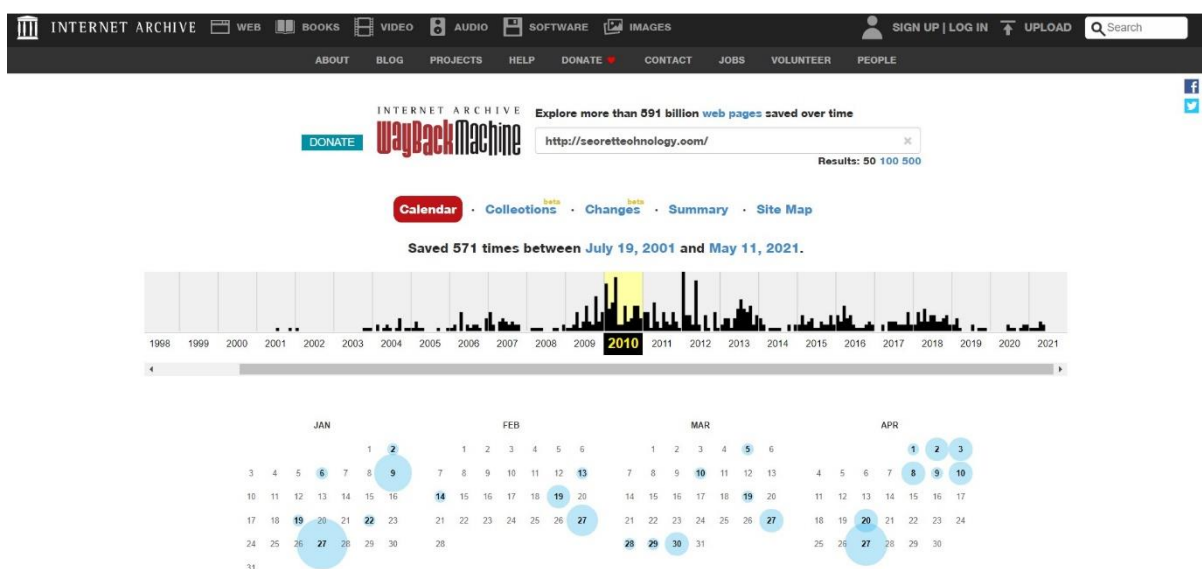 INTERNET ARCHIVE WEB BOOKS VIDEO AUDIO SOFTWARE IMAGES SIGN UP | LOG IN UPLOAD Search
ABOUT BLOG PROJECTS HELP DONATE CONTACT JOBS VOLUNTEER PEOPLE
INTERNET ARCHIVE
WayBackMachine
DONATE
Explore more than 591 billion web pages saved over time
http://seoretteohnology.oom/
Results: 50 100 500
Calendar · Colleotions beta · Changes beta · Summary · Site Map
Saved 571 times between July 19, 2001 and May 11, 2021.
1998 1999 2000 2001 2002 2003 2004 2005 2006 2007 2008 2009 2010 2011 2012 2013 2014 2015 2016 2017 2018 2019 2020 2021
JAN FEB MAR APR
1 2 1 2 3 4 5 6 1 2 3 4 5 6 1 2 3
3 4 5 6 7 8 9 7 8 9 10 11 12 13 7 8 9 10 11 12 13 4 5 6 7 8 9 10
10 11 12 13 14 15 16 14 15 16 17 18 19 20 14 15 16 17 18 19 20 11 12 13 14 15 16 17
17 18 19 20 21 22 23 21 22 23 24 25 26 27 21 22 23 24 25 26 27 18 19 20 21 22 23 24
24 25 26 27 28 29 30 28 28 29 30 31 25 26 27 28 29 30
31